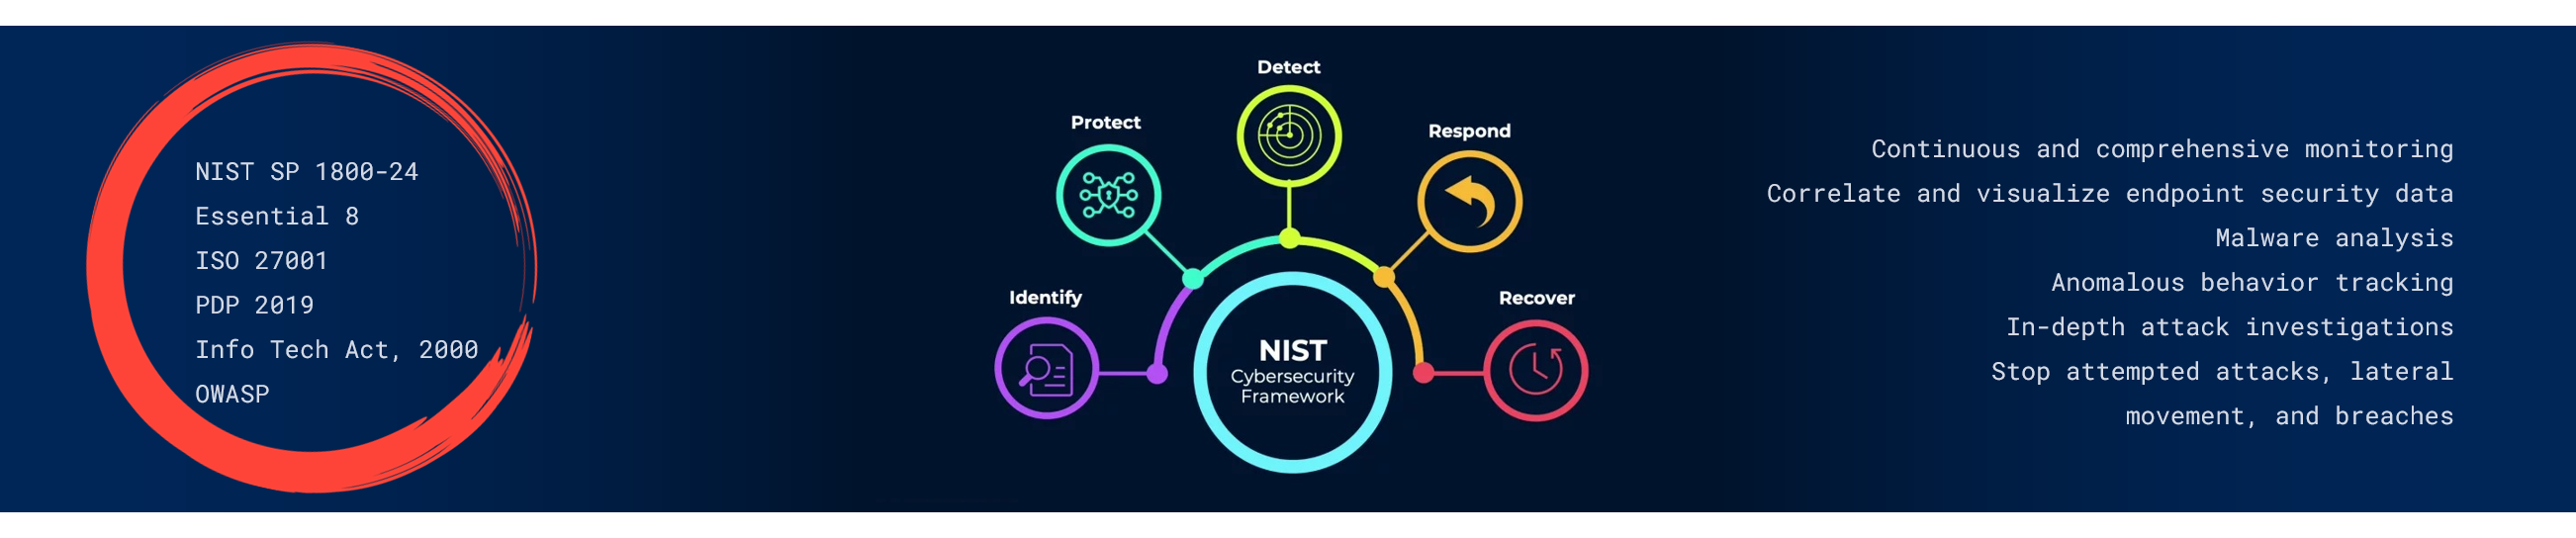 NIST SP 1800-24
Essential 8
ISO 27001
PDP 2019
Info Tech Act, 2000
OWASP
Detect
Protect
Respond
Identify
Recover
NIST
Cybersecurity
Framework
Continuous and comprehensive monitoring
Correlate and visualize endpoint security data
Malware analysis
Anomalous behavior tracking
In-depth attack investigations
Stop attempted attacks, lateral
movement, and breaches